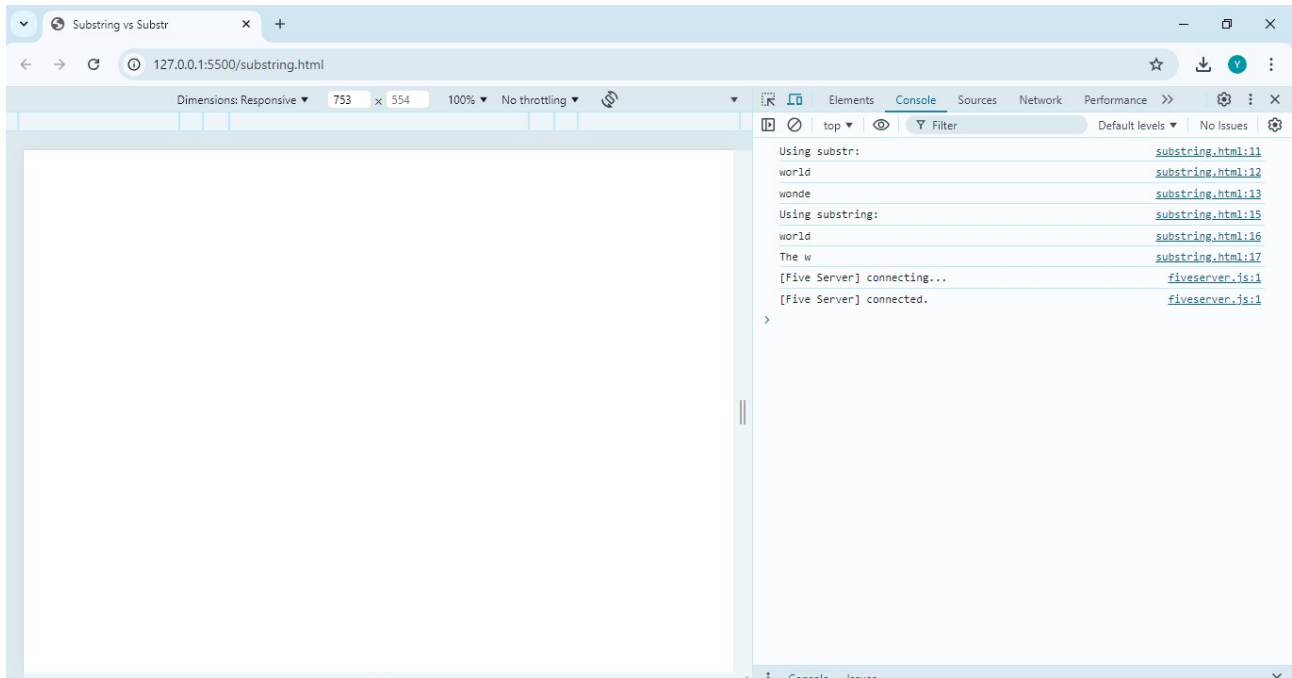 Substring vs Substr
127.0.0.1:5500/substring.html
Y
Dimensions: Responsive 753 × 554 100% No throttling
Elements Console Sources Network Performance
top Filter Default levels No Issues
Using substr: substring.html:11
world substring.html:12
wonde substring.html:13
Using substring: substring.html:15
world substring.html:16
The w substring.html:17
[Five Server] connecting... fiveserver.js:1
[Five Server] connected. fiveserver.js:1
Console Issues